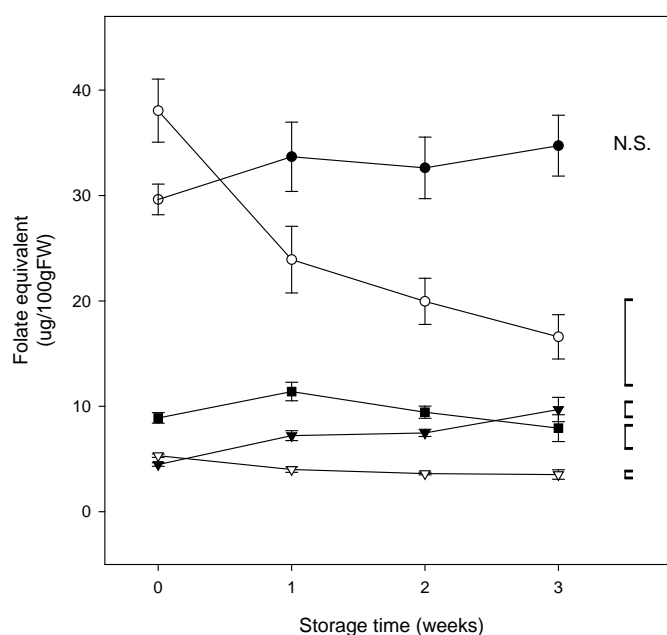 Folate equivalent
(ug/100gFW)
40
30
20
10
0
N.S.
0 1 2 3
Storage time (weeks)